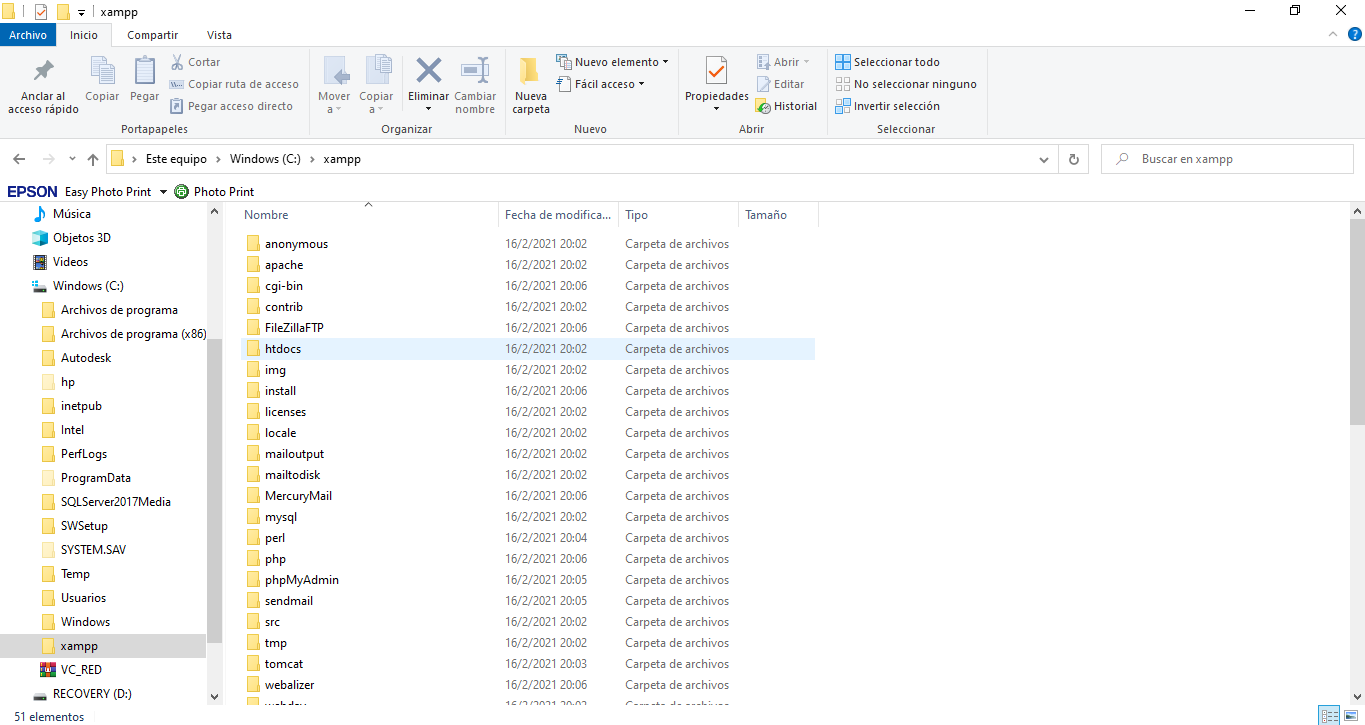 xampp
Archivo Inicio Compartir Vista
Anclar al acceso rápido
Copiar
Pegar
Cortar
Copiar ruta de acceso
Pegar acceso directo
Portapapeles
Mover a
Copiar a
Eliminar
Cambiar nombre
Organizar
Nueva carpeta
Nuevo elemento
Fácil acceso
Nuevo
Propiedades
Abrir
Editar
Historial
Abrir
Seleccionar todo
No seleccionar ninguno
Invertir selección
Seleccionar
Este equipo > Windows (C:) > xampp
Buscar en xampp
EPSON Easy Photo Print Photo Print
Música
Objetos 3D
Videos
Windows (C:)
Archivos de programa
Archivos de programa (x86)
Autodesk
hp
inetpub
Intel
PerfLogs
ProgramData
SQLServer2017Media
SWSetup
SYSTEM.SAV
Temp
Usuarios
Windows
xampp
VC_RED
RECOVERY (D:)
Nombre Fecha de modifica... Tipo Tamaño
anonymous 16/2/2021 20:02 Carpeta de archivos
apache 16/2/2021 20:02 Carpeta de archivos
cgi-bin 16/2/2021 20:06 Carpeta de archivos
contrib 16/2/2021 20:02 Carpeta de archivos
FileZillaFTP 16/2/2021 20:06 Carpeta de archivos
htdocs 16/2/2021 20:02 Carpeta de archivos
img 16/2/2021 20:02 Carpeta de archivos
install 16/2/2021 20:06 Carpeta de archivos
licenses 16/2/2021 20:02 Carpeta de archivos
locale 16/2/2021 20:02 Carpeta de archivos
mailoutput 16/2/2021 20:02 Carpeta de archivos
mailtodisk 16/2/2021 20:02 Carpeta de archivos
MercuryMail 16/2/2021 20:06 Carpeta de archivos
mysql 16/2/2021 20:02 Carpeta de archivos
perl 16/2/2021 20:04 Carpeta de archivos
php 16/2/2021 20:06 Carpeta de archivos
phpMyAdmin 16/2/2021 20:05 Carpeta de archivos
sendmail 16/2/2021 20:05 Carpeta de archivos
src 16/2/2021 20:02 Carpeta de archivos
tmp 16/2/2021 20:02 Carpeta de archivos
tomcat 16/2/2021 20:03 Carpeta de archivos
webalizer 16/2/2021 20:06 Carpeta de archivos
51 elementos